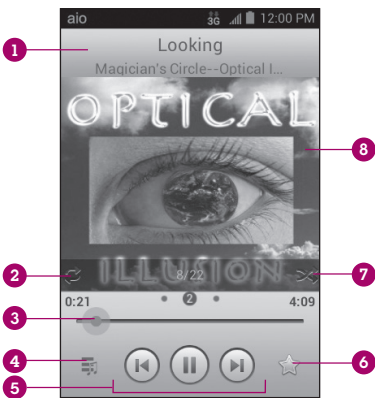 aio 3G 12:00 PM
1
Looking
Magician's Circle--Optical I...
OPTICAL
8
ILLUSION
2 8/22 7
0:21 2 4:09
3
4 6
5